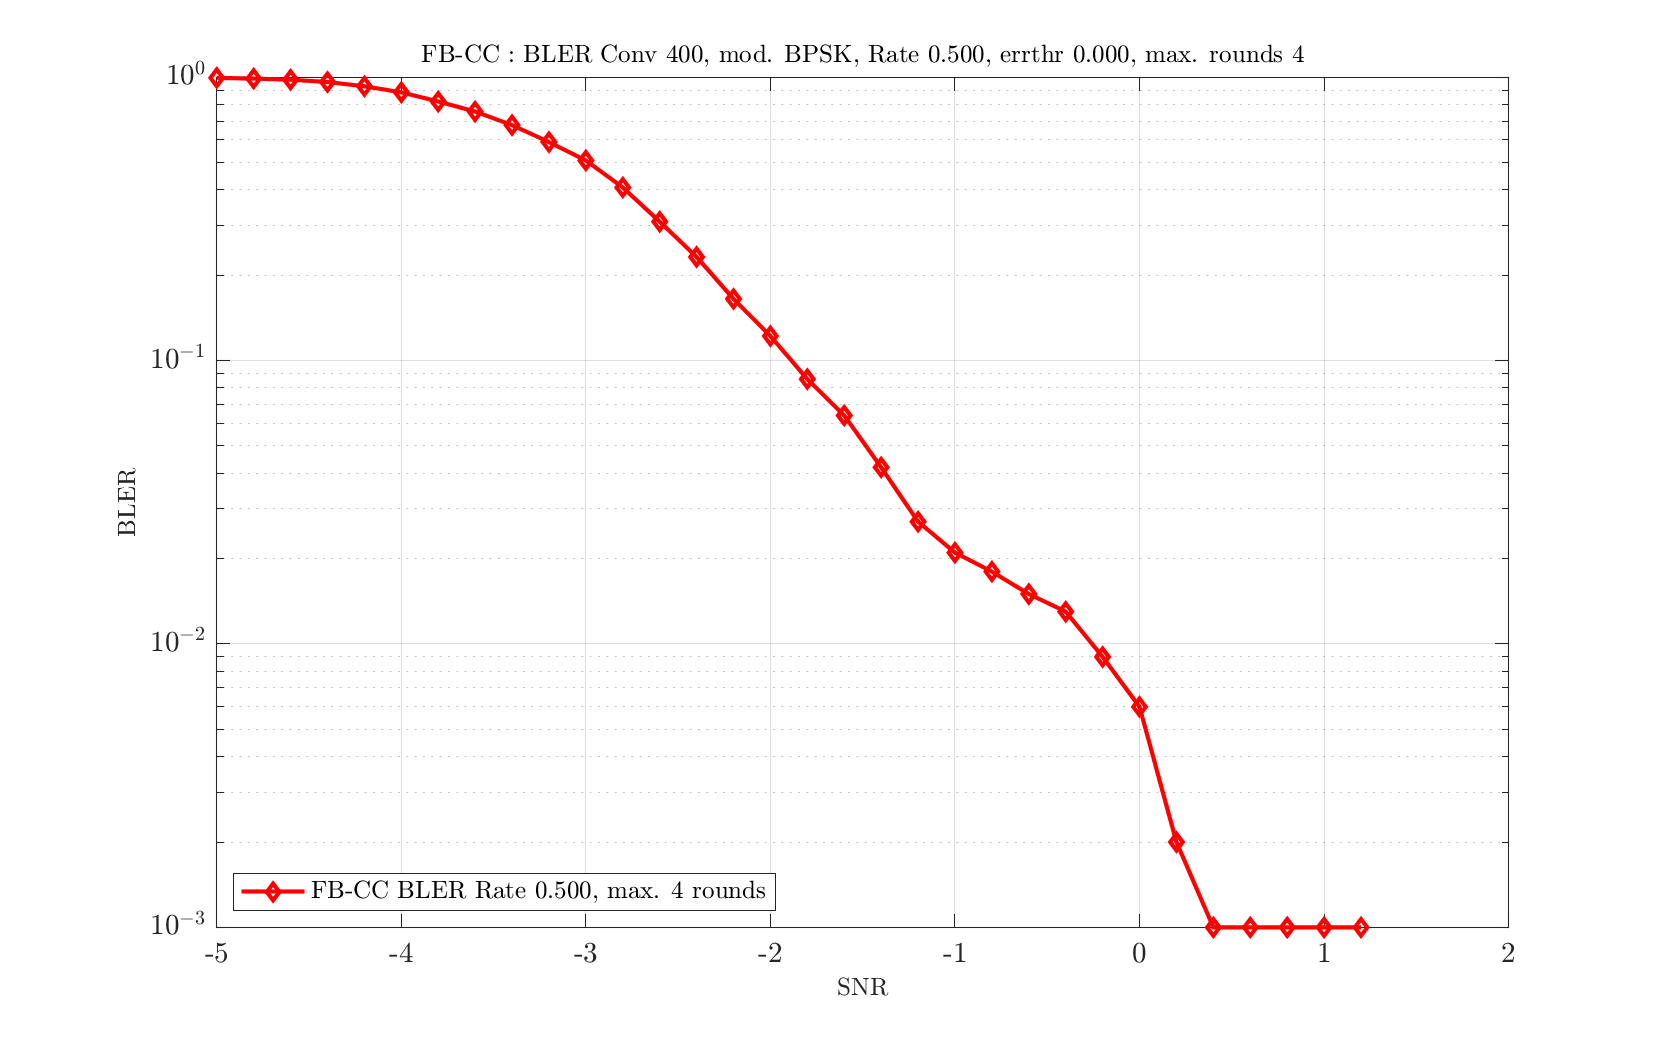 FB-CC : BLER Conv 400, mod. BPSK, Rate 0.500, errthr 0.000, max. rounds 4
10^0
10^-1
10^-2
10^-3
BLER
FB-CC BLER Rate 0.500, max. 4 rounds
-5 -4 -3 -2 -1 0 1 2
SNR